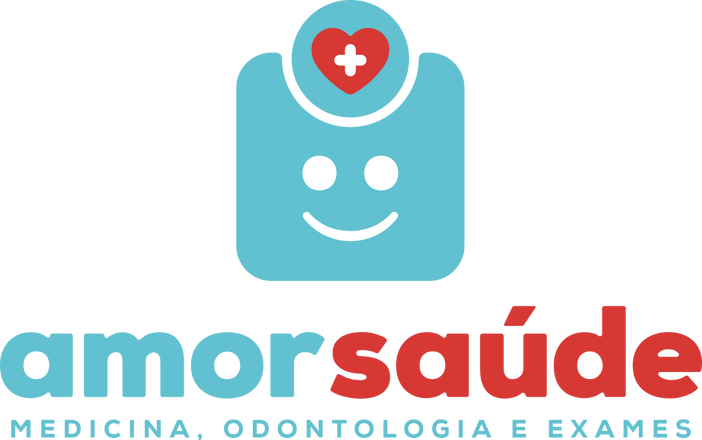 amorsaúde
MEDICINA, ODONTOLOGIA E EXAMES